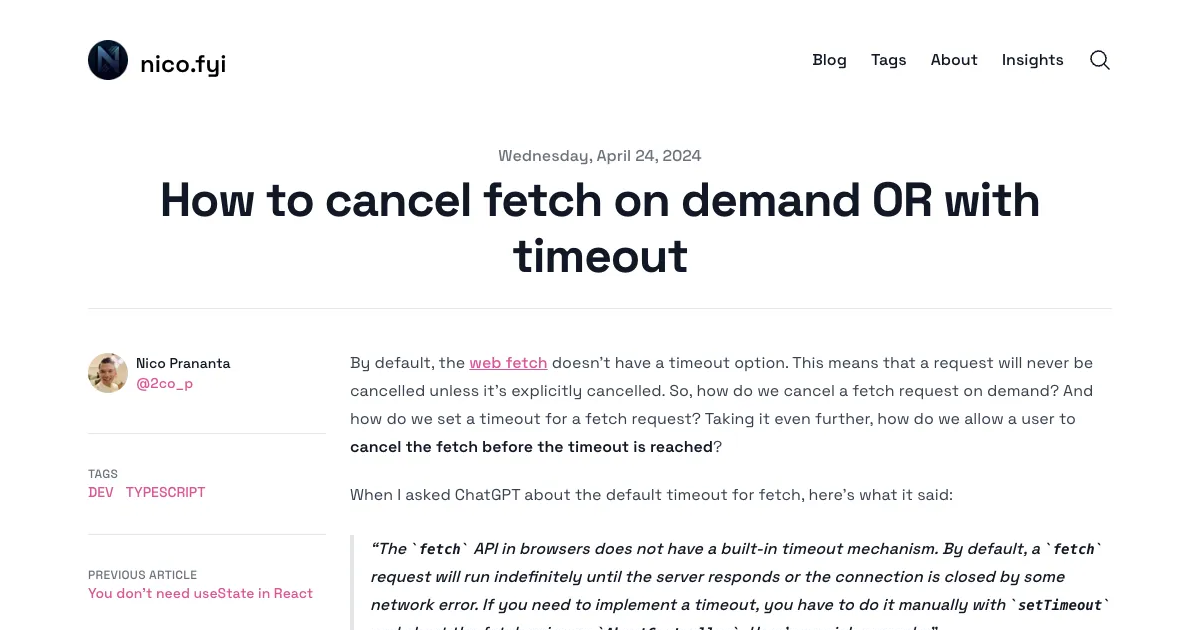 nico.fyi
Blog Tags About Insights
Wednesday, April 24, 2024
How to cancel fetch on demand OR with
timeout
Nico Prananta
@2co_p
TAGS
DEV TYPESCRIPT
PREVIOUS ARTICLE
You don't need useState in React
By default, the web fetch doesn't have a timeout option. This means that a request will never be
cancelled unless it's explicitly cancelled. So, how do we cancel a fetch request on demand? And
how do we set a timeout for a fetch request? Taking it even further, how do we allow a user to
cancel the fetch before the timeout is reached?
When I asked ChatGPT about the default timeout for fetch, here's what it said:
“The `fetch` API in browsers does not have a built-in timeout mechanism. By default, a `fetch`
request will run indefinitely until the server responds or the connection is closed by some
network error. If you need to implement a timeout, you have to do it manually with `setTimeout`